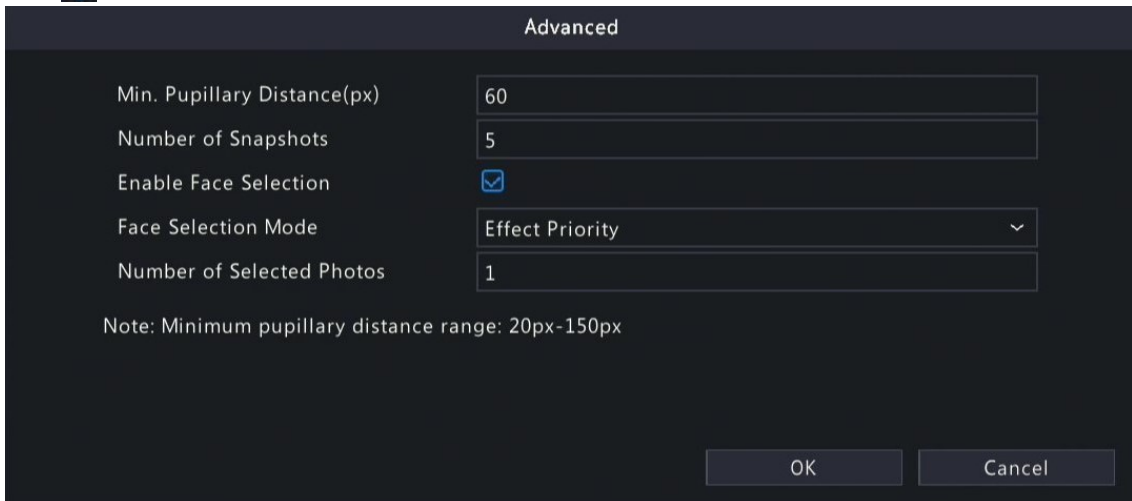 Advanced
Min. Pupillary Distance(px) 60
Number of Snapshots 5
Enable Face Selection
Face Selection Mode Effect Priority
Number of Selected Photos 1
Note: Minimum pupillary distance range: 20px-150px
OK Cancel